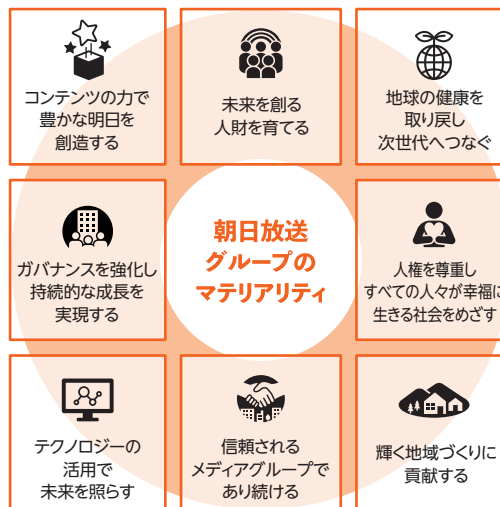 コンテンツの力で
豊かな明日を
創造する
未来を創る
人財を育てる
地球の健康を
取り戻し
次世代へつなぐ
ガバナンスを強化し
持続的な成長を
実現する
朝日放送
グループの
マテリアリティ
人権を尊重し
すべての人々が幸福に
生きる社会をめざす
テクノロジーの
活用で
未来を照らす
信頼される
メディアグループで
あり続ける
輝く地域づくりに
貢献する